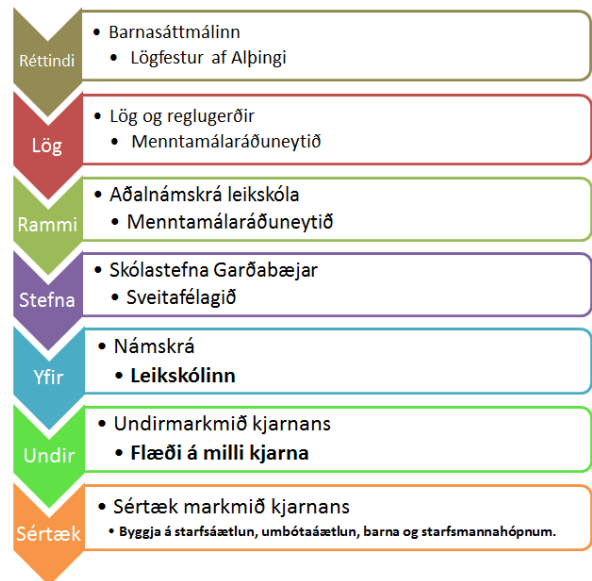 Réttindi
• Barnasáttmálinn
• Lögfestur af Alþingi
Lög
• Lög og reglugerðir
• Menntamálaráðuneytið
Rammi
• Aðalnámskrá leikskóla
• Menntamálaráðuneytið
Stefna
• Skólastefna Garðabæjar
• Sveitafélagið
Yfir
• Námskrá
• Leikskólinn
Undir
• Undirmarkmið kjarnans
• Flæði á milli kjarna
Sértæk
• Sértæk markmið kjarnans
• Byggja á starfsáætlun, umbótaáætlun, barna og starfsmannahópnum.